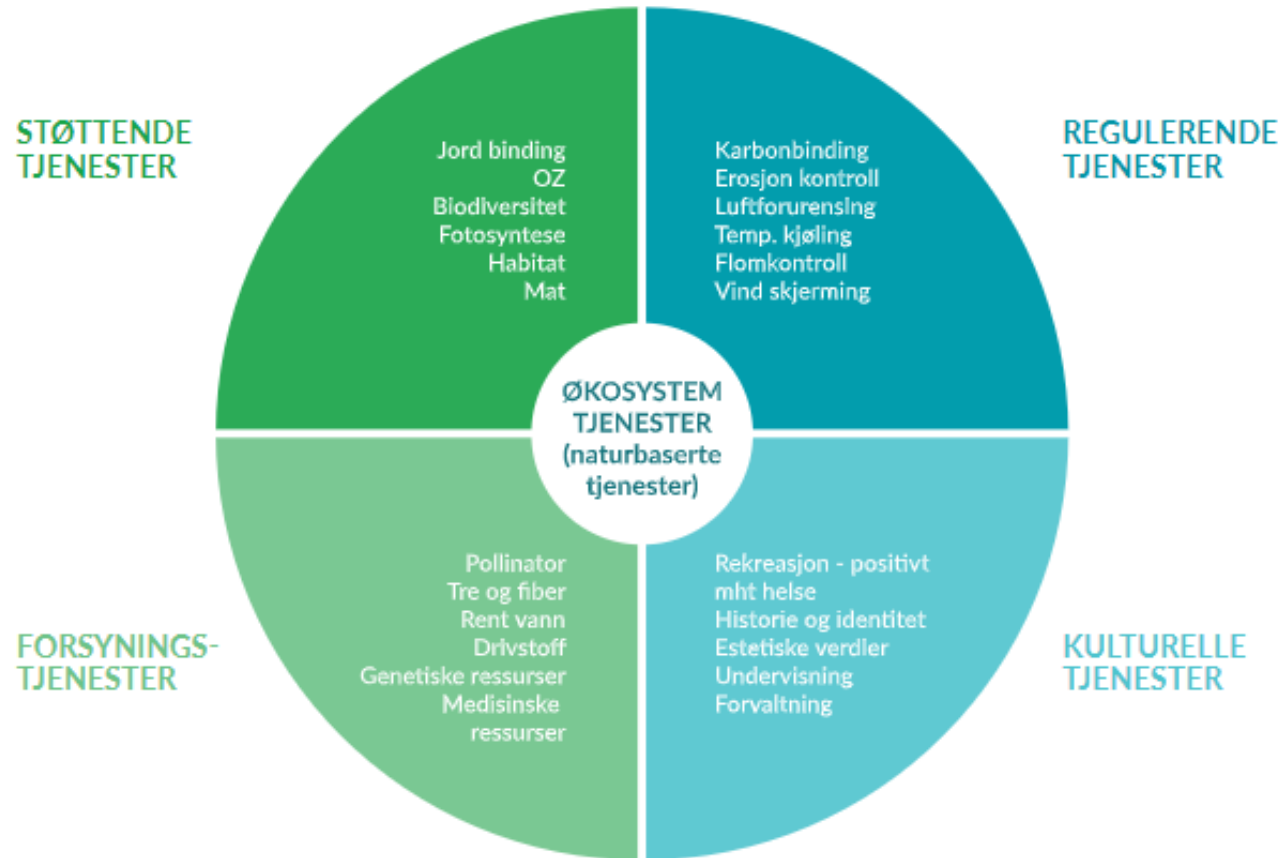 STØTTENDE
TJENESTER
Jord binding
OZ
Biodiversitet
Fotosyntese
Habitat
Mat
REGULERENDE
TJENESTER
Karbonbinding
Erosjon kontroll
Luftforurensing
Temp. kjøling
Flomkontroll
Vind skjerming
ØKOSYSTEM
TJENESTER
(naturbaserte
tjenester)
FORSYNINGS-
TJENESTER
Pollinator
Tre og fiber
Rent vann
Drivstoff
Genetiske ressurser
Medisinske
ressurser
Rekreasjon - positivt
mht helse
Historie og identitet
Estetiske verdier
Undervisning
Forvaltning
KULTURELLE
TJENESTER